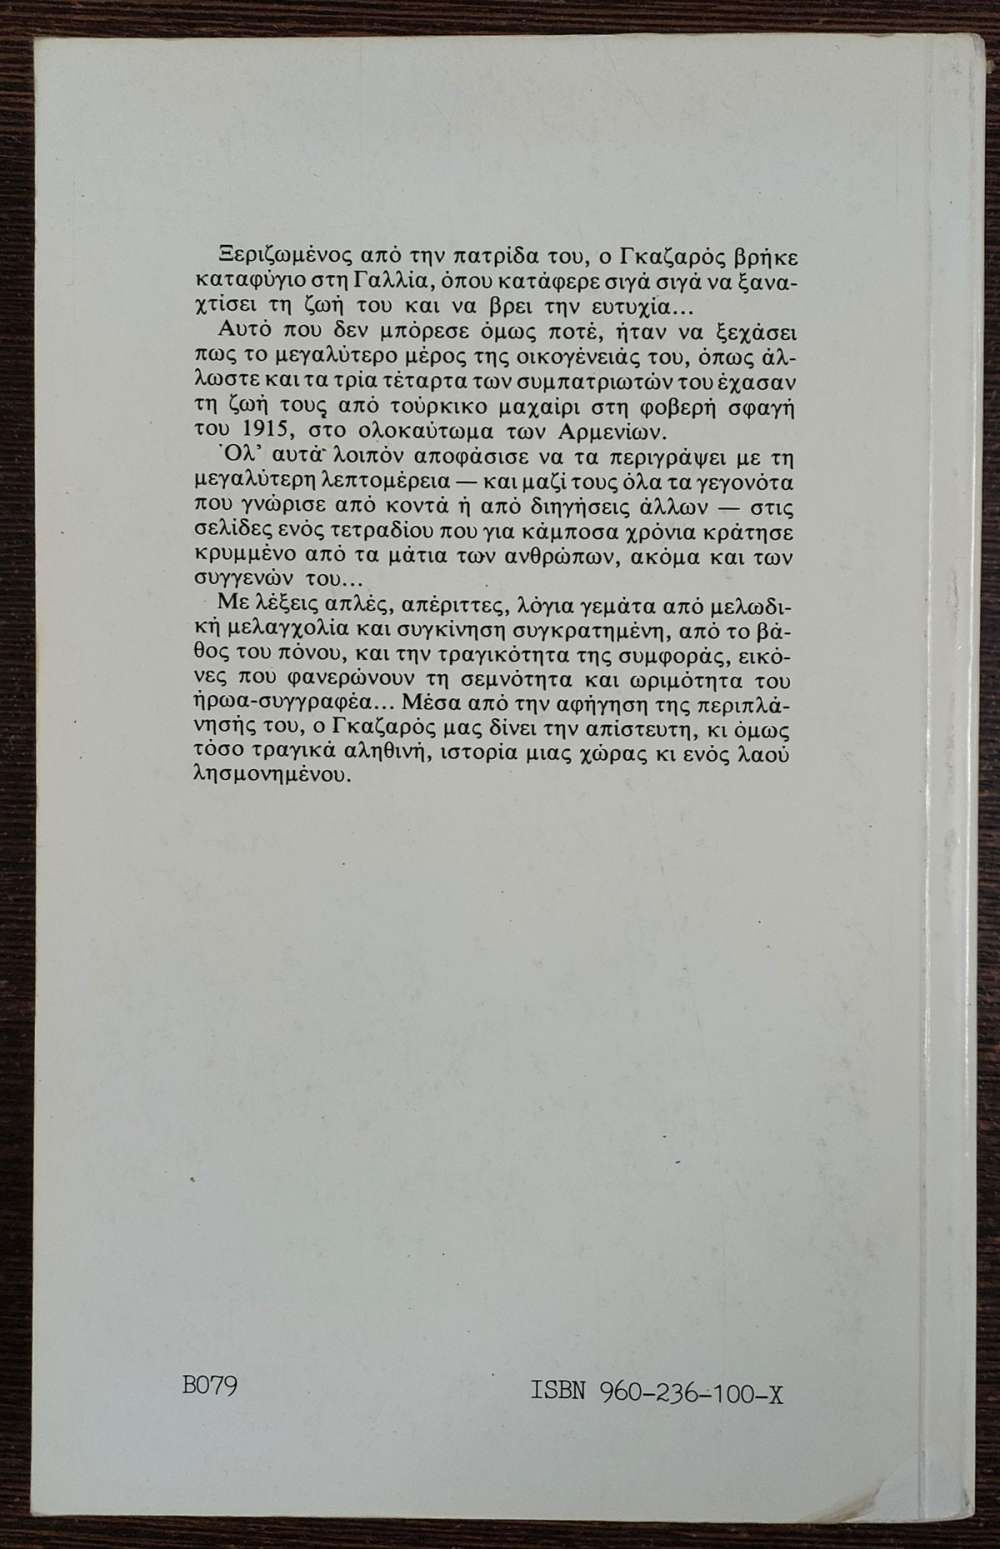 Ξεριζωμένος από την πατρίδα του, ο Γκαζαρός βρήκε
καταφύγιο στη Γαλλία, όπου κατάφερε σιγά σιγά να ξανα-
χτίσει τη ζωή του και να βρει την ευτυχία...
Αυτό που δεν μπόρεσε όμως ποτέ, ήταν να ξεχάσει
πως το μεγαλύτερο μέρος της οικογένειάς του, όπως άλ-
λωστε και τα τρία τέταρτα των συμπατριωτών του έχασαν
τη ζωή τους από τούρκικο μαχαίρι στη φοβερή σφαγή
του 1915, στο ολοκαύτωμα των Αρμενίων.
Όλ' αυτά λοιπόν αποφάσισε να τα περιγράψει με τη
μεγαλύτερη λεπτομέρεια — και μαζί τους όλα τα γεγονότα
που γνώρισε από κοντά ή από διηγήσεις άλλων — στις
σελίδες ενός τετραδίου που για κάμποσα χρόνια κράτησε
κρυμμένο από τα μάτια των ανθρώπων, ακόμα και των
συγγενών του...
Με λέξεις απλές, απέριττες, λόγια γεμάτα από μελωδι-
κή μελαγχολία και συγκίνηση συγκρατημένη, από το βά-
θος του πόνου, και την τραγικότητα της συμφοράς, εικό-
νες που φανερώνουν τη σεμνότητα και ωριμότητα του
ήρωα-συγγραφέα... Μέσα από την αφήγηση της περιπλά-
νησής του, ο Γκαζαρός μας δίνει την απίστευτη, κι όμως
τόσο τραγικά αληθινή, ιστορία μιας χώρας κι ενός λαού
λησμονημένου.
B079
ISBN 960-236-100-X